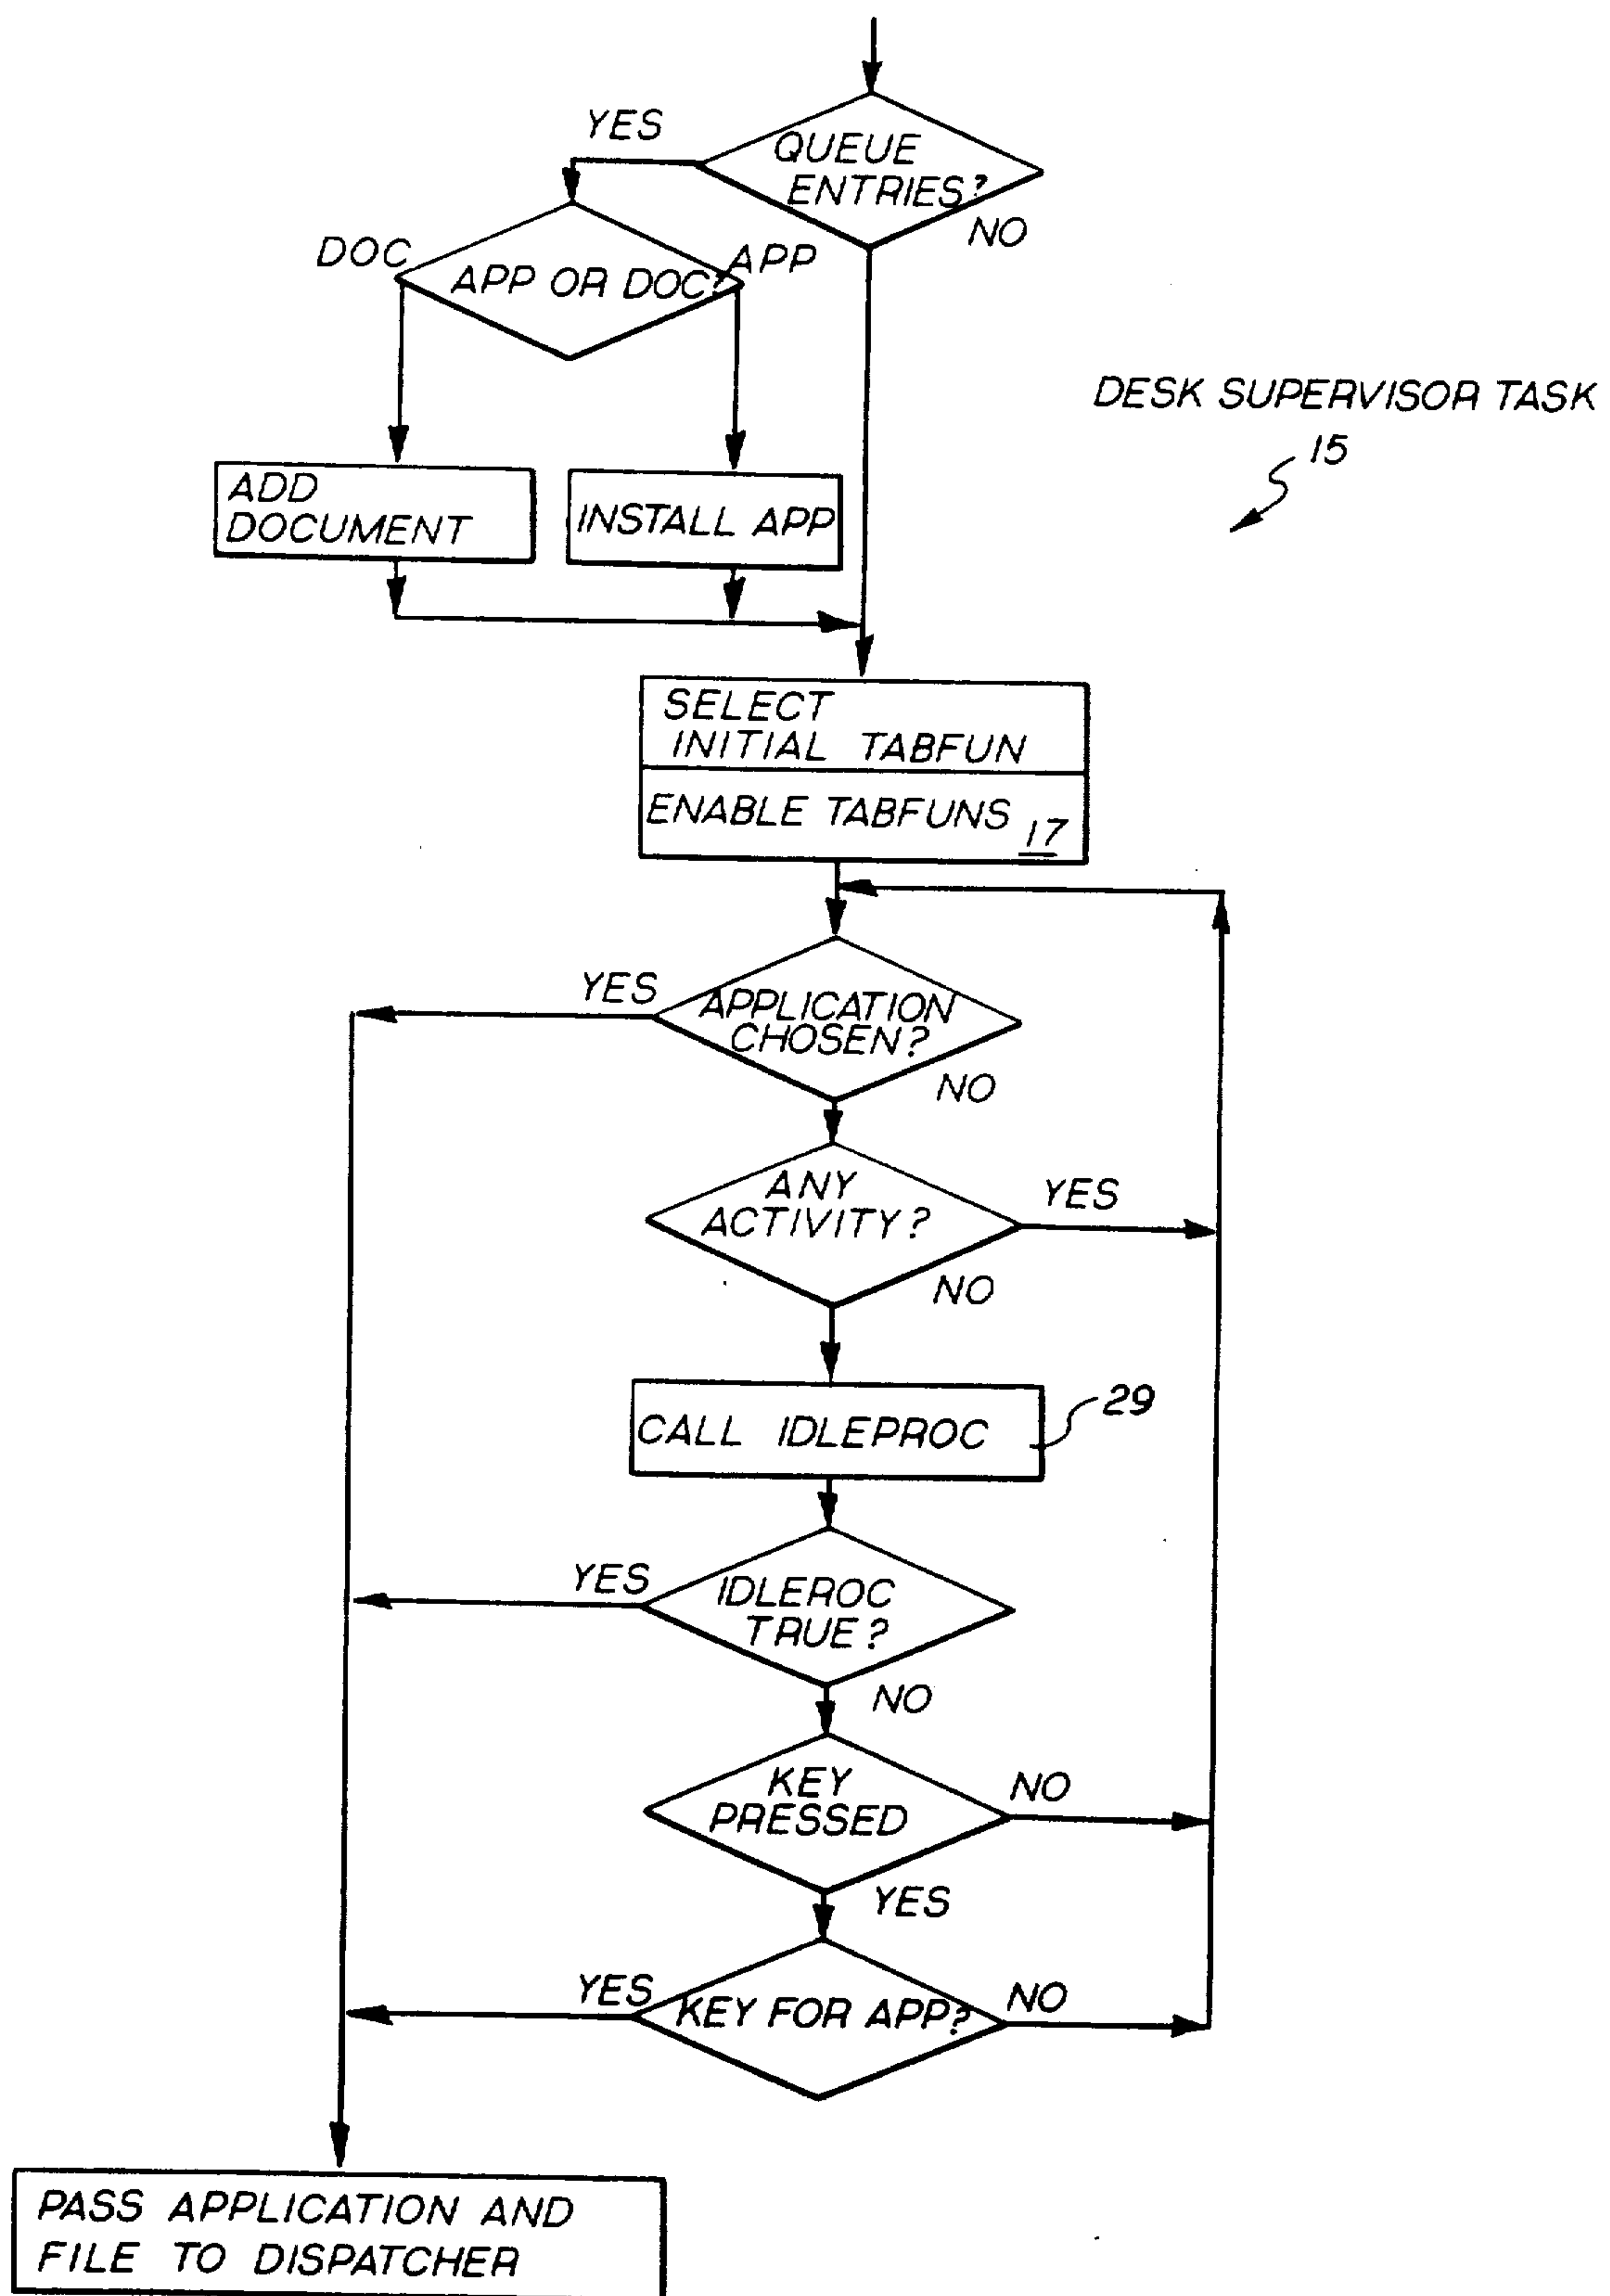 YES
QUEUE
ENTRIES?
NO
DOC
APP OR DOC?
APP
DESK SUPERVISOR TASK
15
ADD
DOCUMENT
INSTALL APP
SELECT
INITIAL TABFUN
ENABLE TABFUNS 17
YES
APPLICATION
CHOSEN?
NO
ANY
ACTIVITY?
YES
NO
CALL IDLEPROC
29
YES
IDLEROC
TRUE?
NO
KEY
PRESSED
NO
YES
YES
KEY FOR APP?
NO
PASS APPLICATION AND
FILE TO DISPATCHER